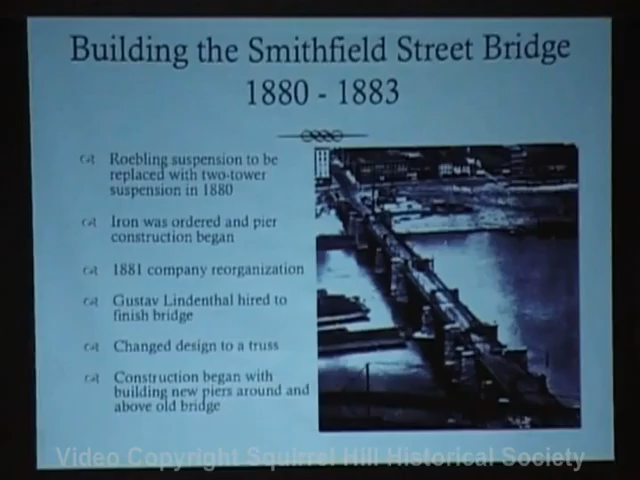 Building the Smithfield Street Bridge
1880 - 1883
Roebling suspension to be
replaced with two-tower
suspension in 1880
Iron was ordered and pier
construction began
1881 company reorganization
Gustav Lindenthal hired to
finish bridge
Changed design to a truss
Construction began with
building new piers around and
above old bridge
Video Copyright Squirrel Hill Historical Society